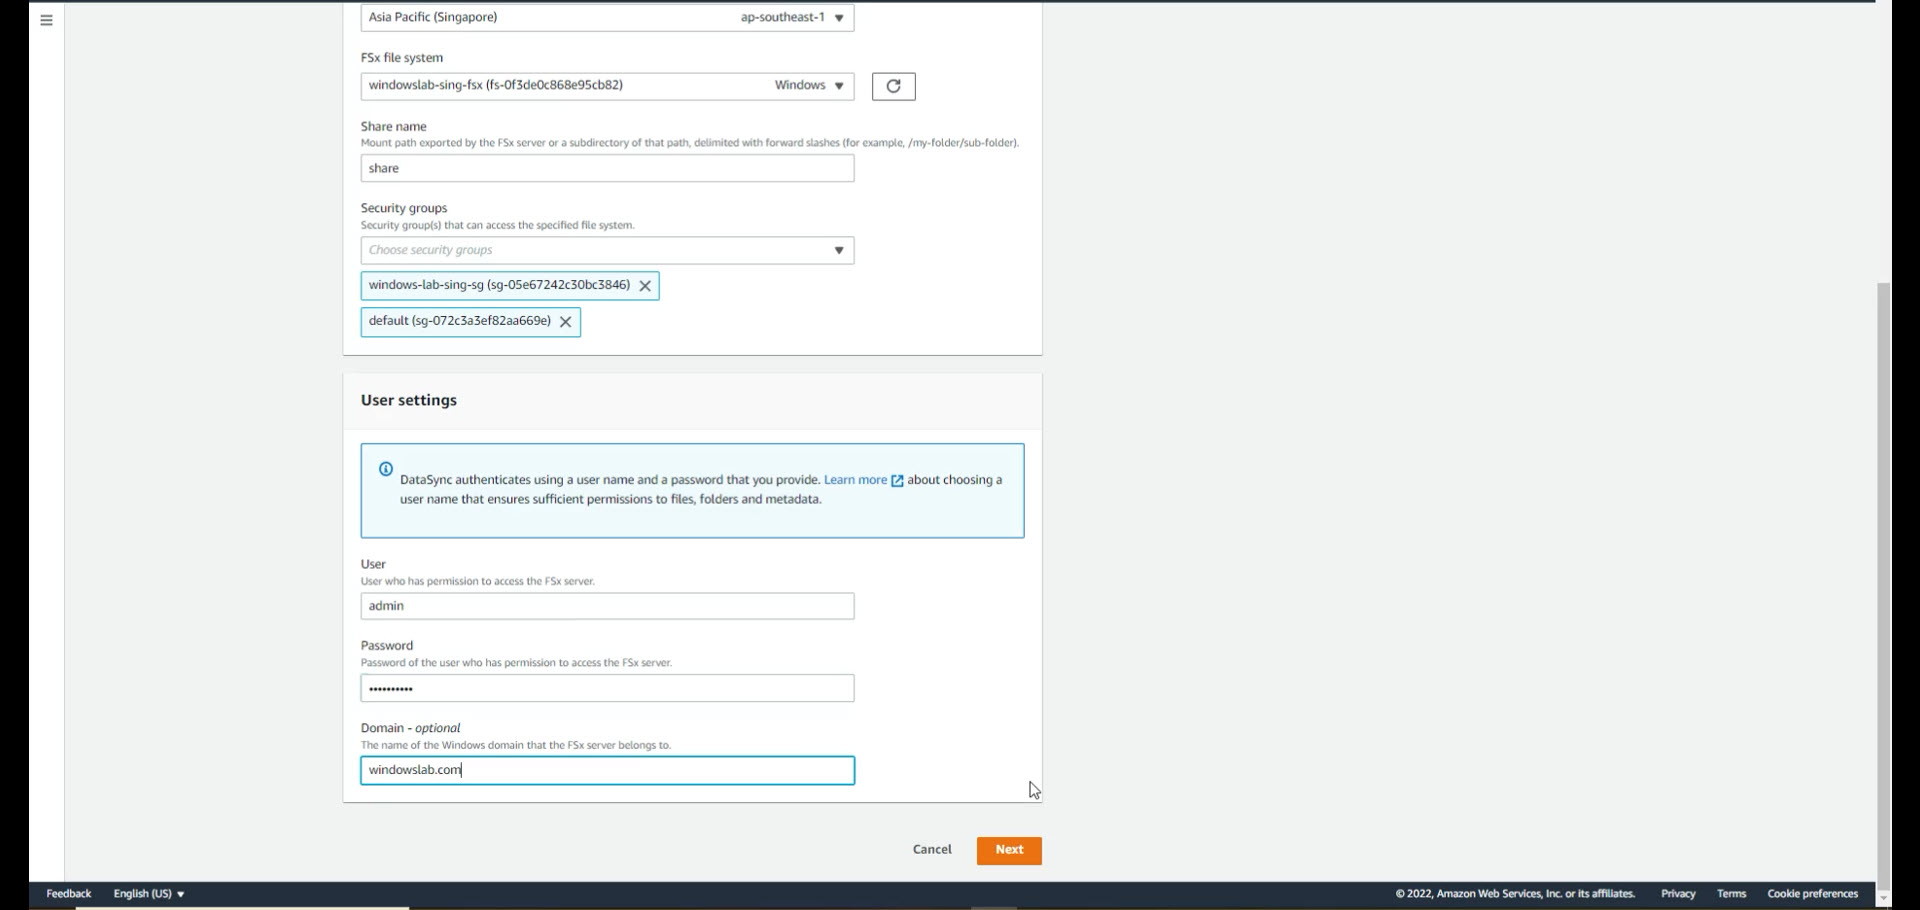 Asia Pacific (Singapore) ap-southeast-1
FSx file system
windowslab-sing-fsx (fs-0f3de0c868e95cb82) Windows
Share name
Mount path exported by the FSx server or a subdirectory of that path, delimited with forward slashes (for example, /my-folder/sub-folder).
share
Security groups
Security group(s) that can access the specified file system.
Choose security groups
windows-lab-sing-sg (sg-05e67242c30bc3846)
default (sg-072c3a3ef82aa669e)
User settings
DataSync authenticates using a user name and a password that you provide. Learn more about choosing a
user name that ensures sufficient permissions to files, folders and metadata.
User
User who has permission to access the FSx server.
admin
Password
Password of the user who has permission to access the FSx server.
••••••••••
Domain - optional
The name of the Windows domain that the FSx server belongs to.
windowslab.com
Cancel Next
Feedback English (US) © 2022, Amazon Web Services, Inc. or its affiliates. Privacy Terms Cookie preferences